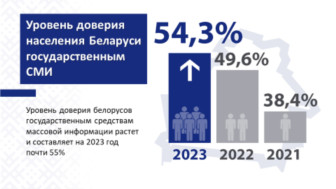 Уровень доверия
населения Беларуси
государственным
СМИ
54,3%
49,6%
38,4%
Уровень доверия белорусов
государственным средствам
массовой информации растет
и составляет на 2023 год
почти 55%
2023 2022 2021